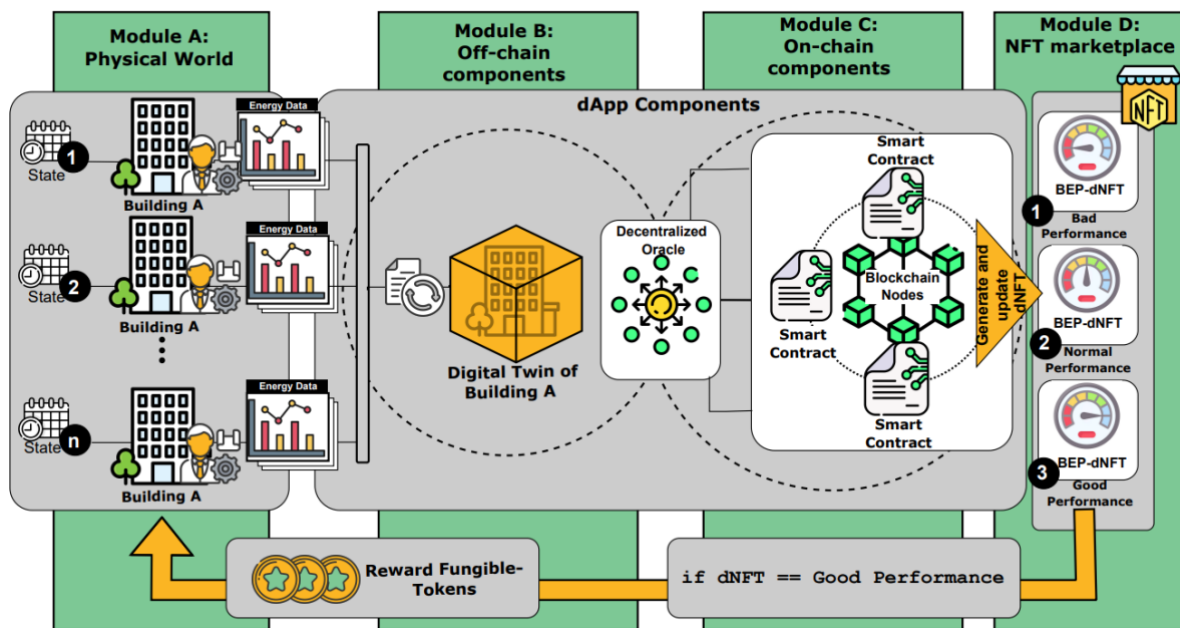 Module A:
Physical World
Module B:
Off-chain
components
Module C:
On-chain
components
Module D:
NFT marketplace
NFT
dApp Components
Energy Data
State
1
Building A
Energy Data
State
2
Building A
Energy Data
State
n
Building A
Digital Twin of
Building A
Decentralized
Oracle
Smart
Contract
Smart
Contract
Blockchain
Nodes
Smart
Contract
Generate and
update
dNFT
BEP-dNFT
1
Bad
Performance
BEP-dNFT
2
Normal
Performance
BEP-dNFT
3
Good
Performance
Reward Fungible-
Tokens
if dNFT == Good Performance